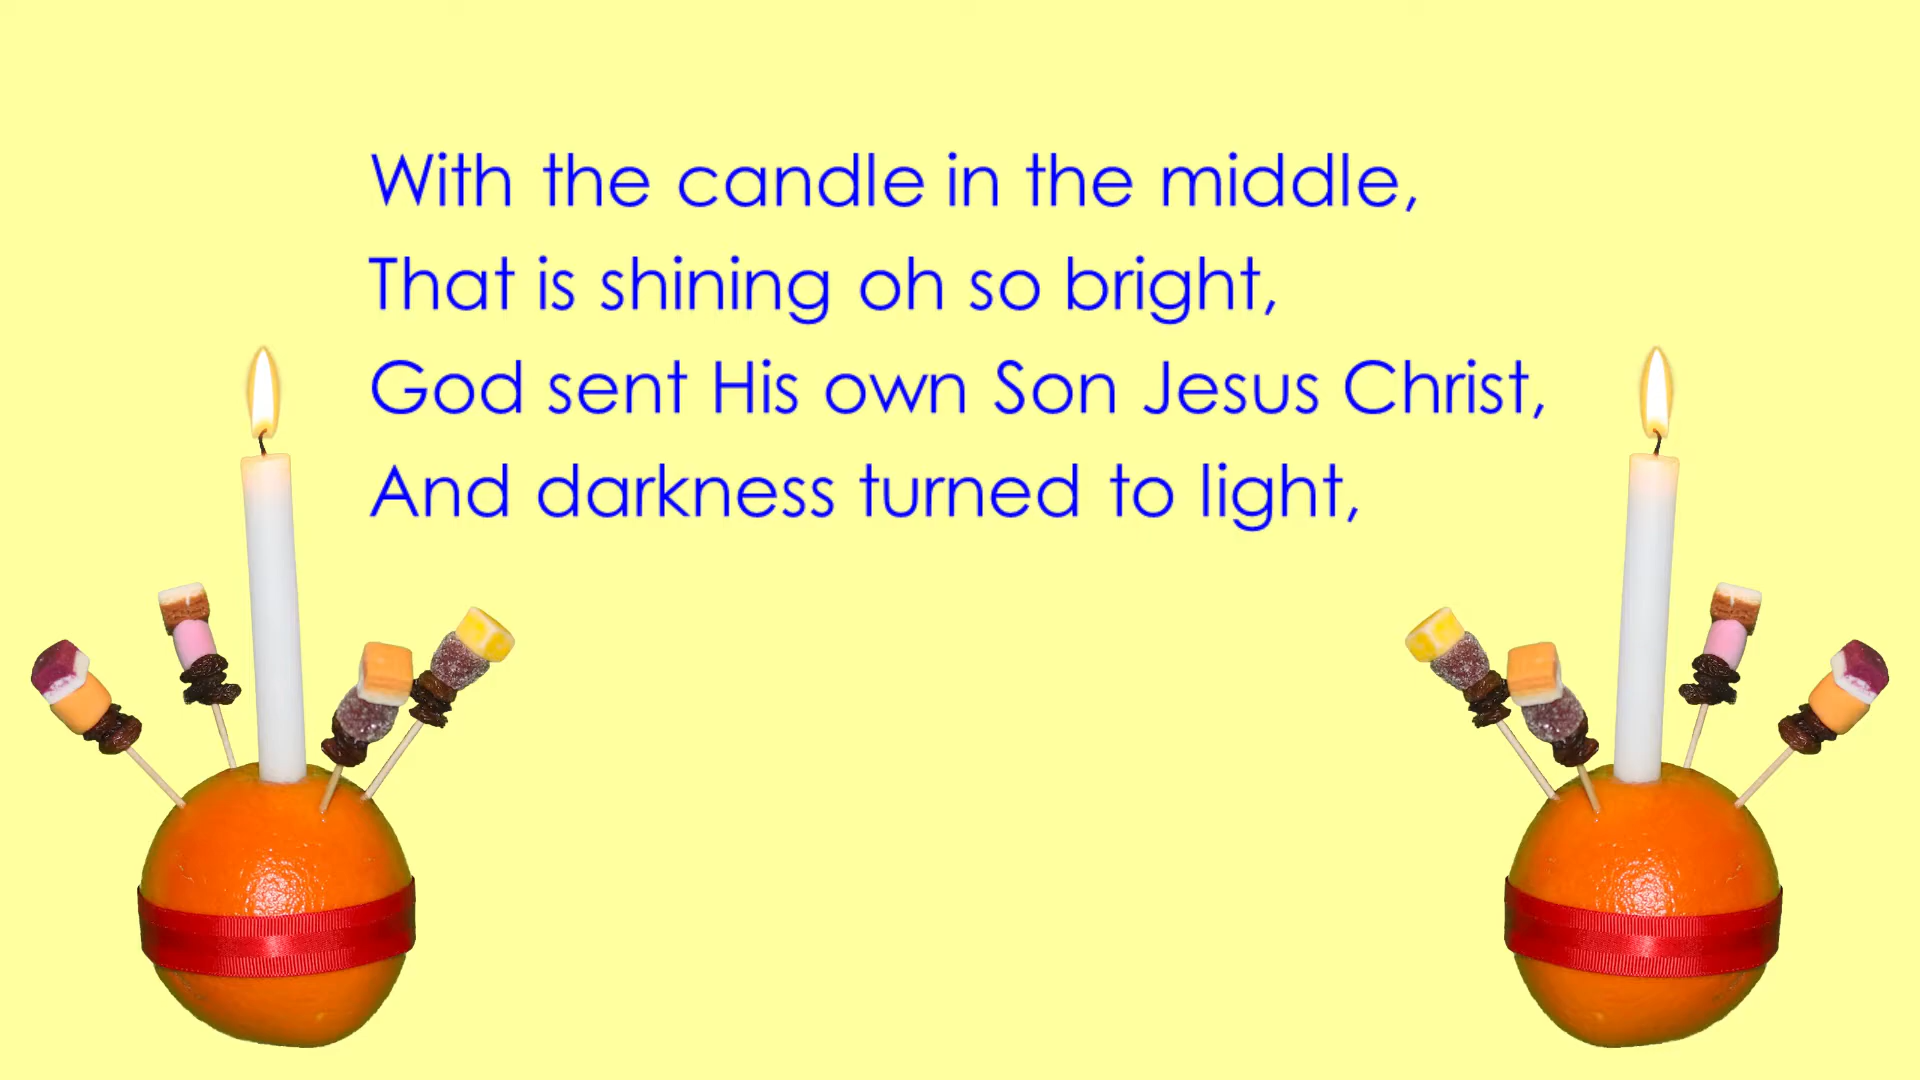 With the candle in the middle,
That is shining oh so bright,
God sent His own Son Jesus Christ,
And darkness turned to light,